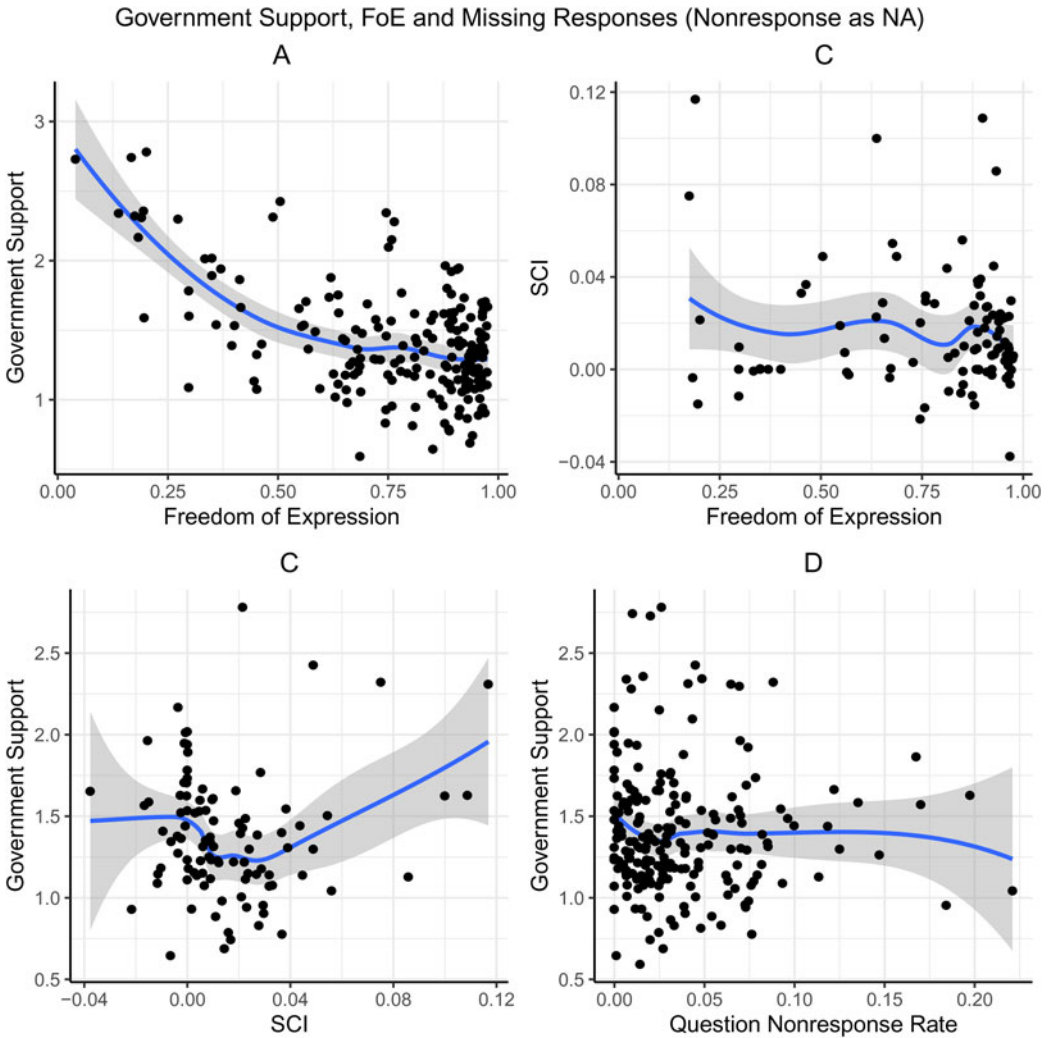 Government Support, FoE and Missing Responses (Nonresponse as NA)
A
3
2
1
Government Support
0.00 0.25 0.50 0.75 1.00
Freedom of Expression
C
0.12
0.08
0.04
0.00
−0.04
SCI
0.00 0.25 0.50 0.75 1.00
Freedom of Expression
C
2.5
2.0
1.5
1.0
0.5
Government Support
−0.04 0.00 0.04 0.08 0.12
SCI
D
2.5
2.0
1.5
1.0
0.5
Government Support
0.00 0.05 0.10 0.15 0.20
Question Nonresponse Rate